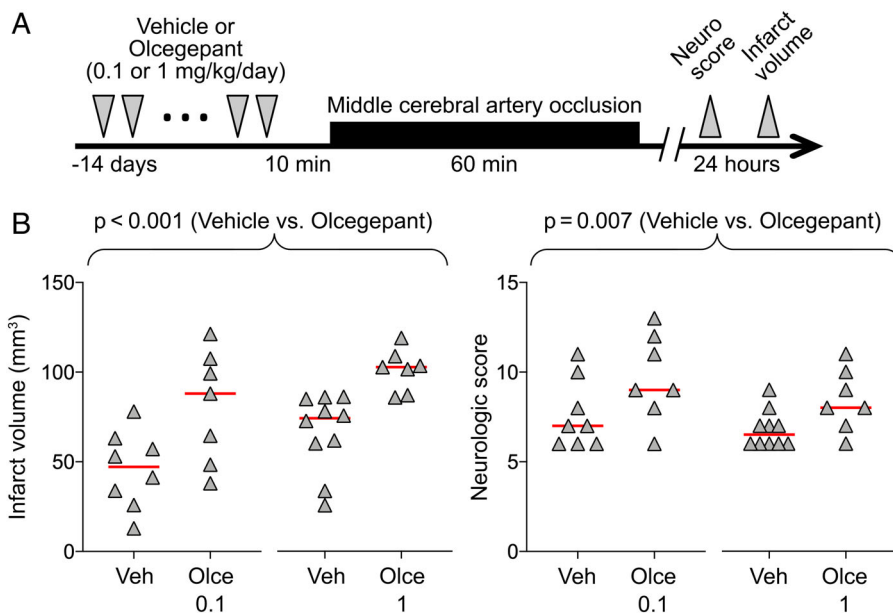 A
Vehicle or
Olcegepant
(0.1 or 1 mg/kg/day)
Neuro
score
Infarct
volume
Middle cerebral artery occlusion
-14 days
10 min
60 min
24 hours
B
p < 0.001 (Vehicle vs. Olcegepant)
Infarct volume (mm³)
150
100
50
0
Veh Olce Veh Olce
0.1 1
p = 0.007 (Vehicle vs. Olcegepant)
Neurologic score
15
10
5
0
Veh Olce Veh Olce
0.1 1